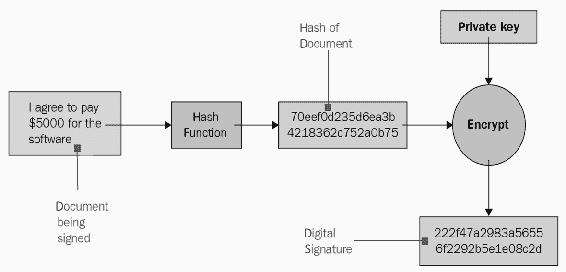 Hash of
Document
Private key
I agree to pay
$5000 for the
software
Hash
Function
70eef0d235d6ea3b
4218362c752a0b75
Encrypt
Document
being
signed
Digital
Signature
222f47a2983a5655
6f2292b5e1e08c2d